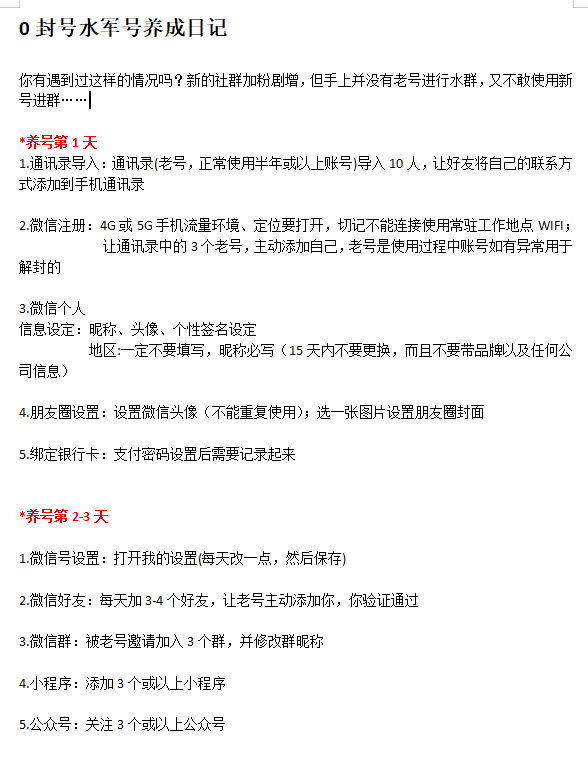 0 封号水军号养成日记
你有遇到过这样的情况吗？新的社群加粉剧增，但手上并没有老号进行水群，又不敢使用新
号进群……
*养号第 1 天
1.通讯录导入：通讯录(老号，正常使用半年或以上账号)导入 10 人，让好友将自己的联系方
式添加到手机通讯录
2.微信注册：4G 或 5G 手机流量环境、定位要打开，切记不能连接使用常驻工作地点 WIFI；
让通讯录中的 3 个老号，主动添加自己，老号是使用过程中账号如有异常用于
解封的
3.微信个人
信息设定：昵称、头像、个性签名设定
地区:一定不要填写，昵称必写（15 天内不要更换，而且不要带品牌以及任何公
司信息）
4.朋友圈设置：设置微信头像（不能重复使用）；选一张图片设置朋友圈封面
5.绑定银行卡：支付密码设置后需要记录起来
*养号第 2-3 天
1.微信号设置：打开我的设置(每天改一点，然后保存)
2.微信好友：每天加 3-4 个好友，让老号主动添加你，你验证通过
3.微信群：被老号邀请加入 3 个群，并修改群昵称
4.小程序：添加 3 个或以上小程序
5.公众号：关注 3 个或以上公众号